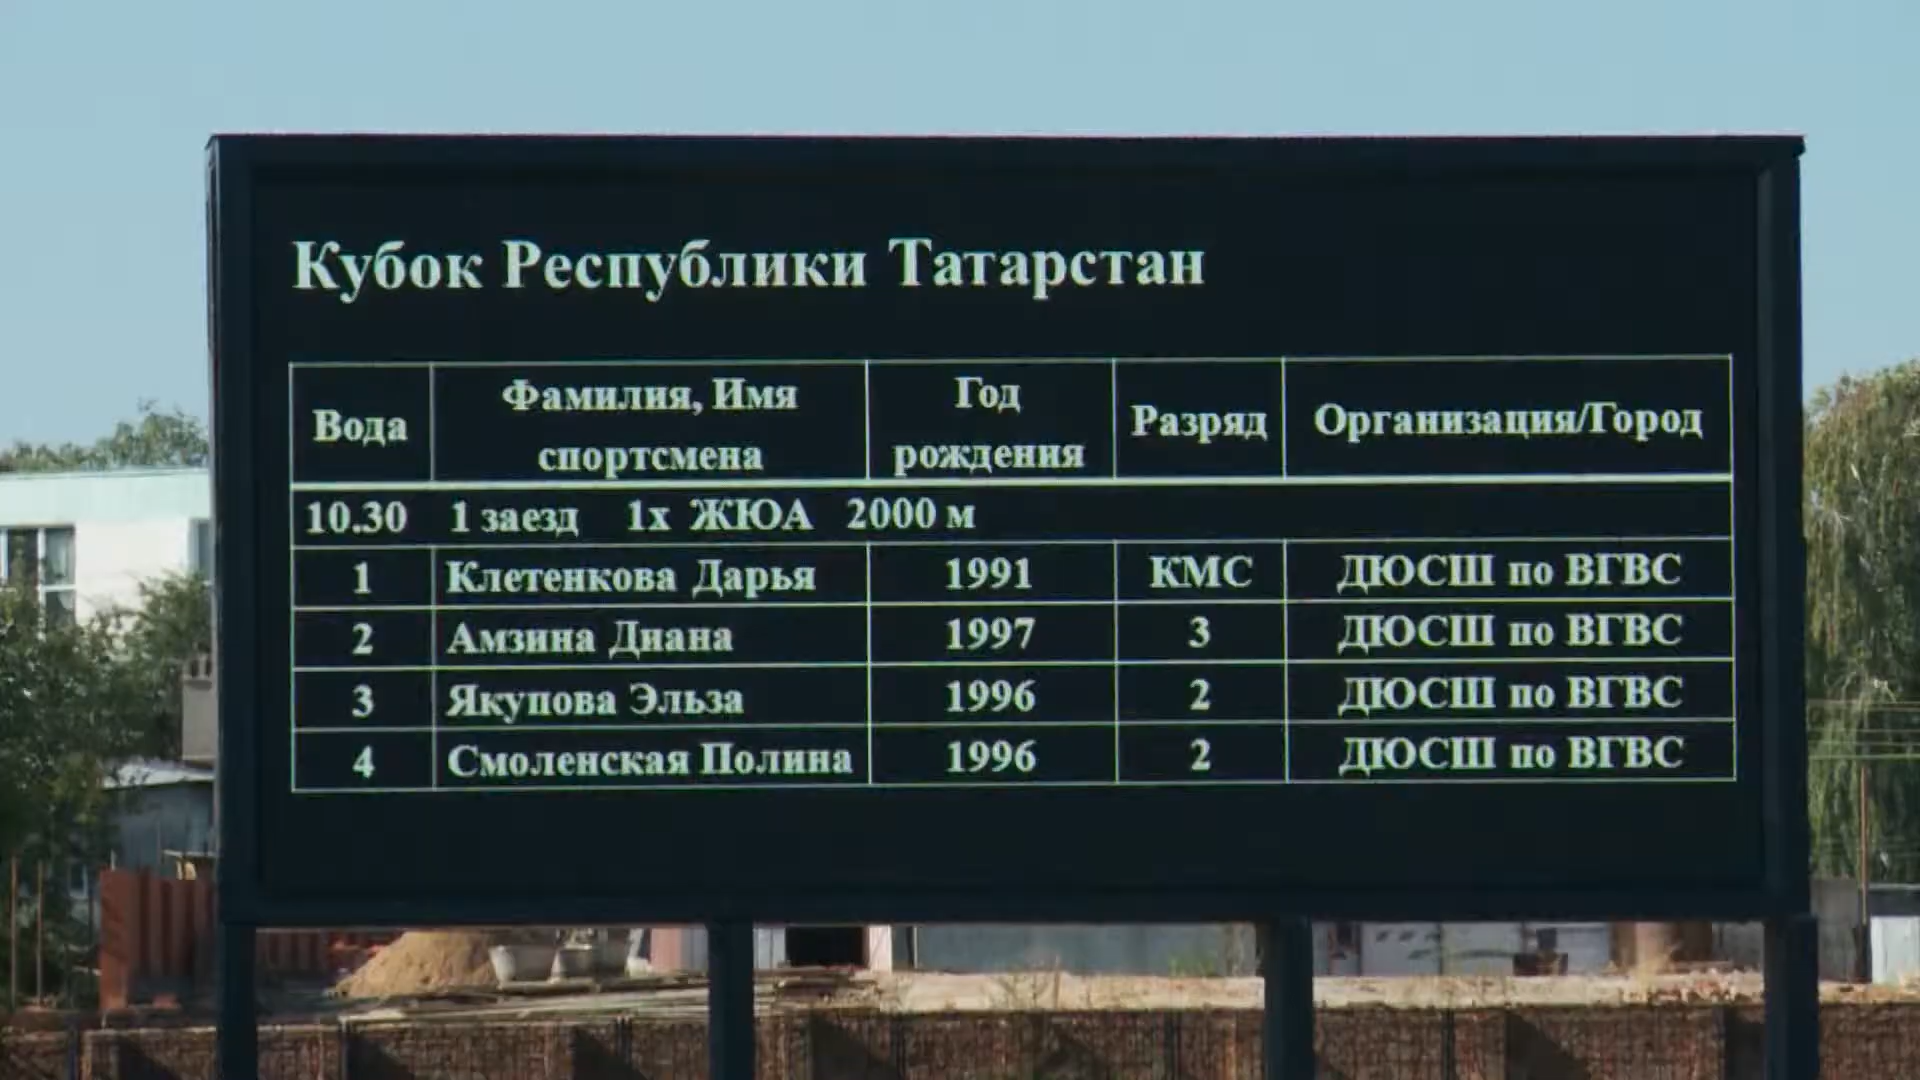 Кубок Республики Татарстан
Вода Фамилия, Имя спортсмена Год рождения Разряд Организация/Город
10.30 1 заезд 1x ЖЮА 2000 м
1 Клетенкова Дарья 1991 КМС ДЮСШ по ВГВС
2 Амзина Диана 1997 3 ДЮСШ по ВГВС
3 Якупова Эльза 1996 2 ДЮСШ по ВГВС
4 Смоленская Полина 1996 2 ДЮСШ по ВГВС